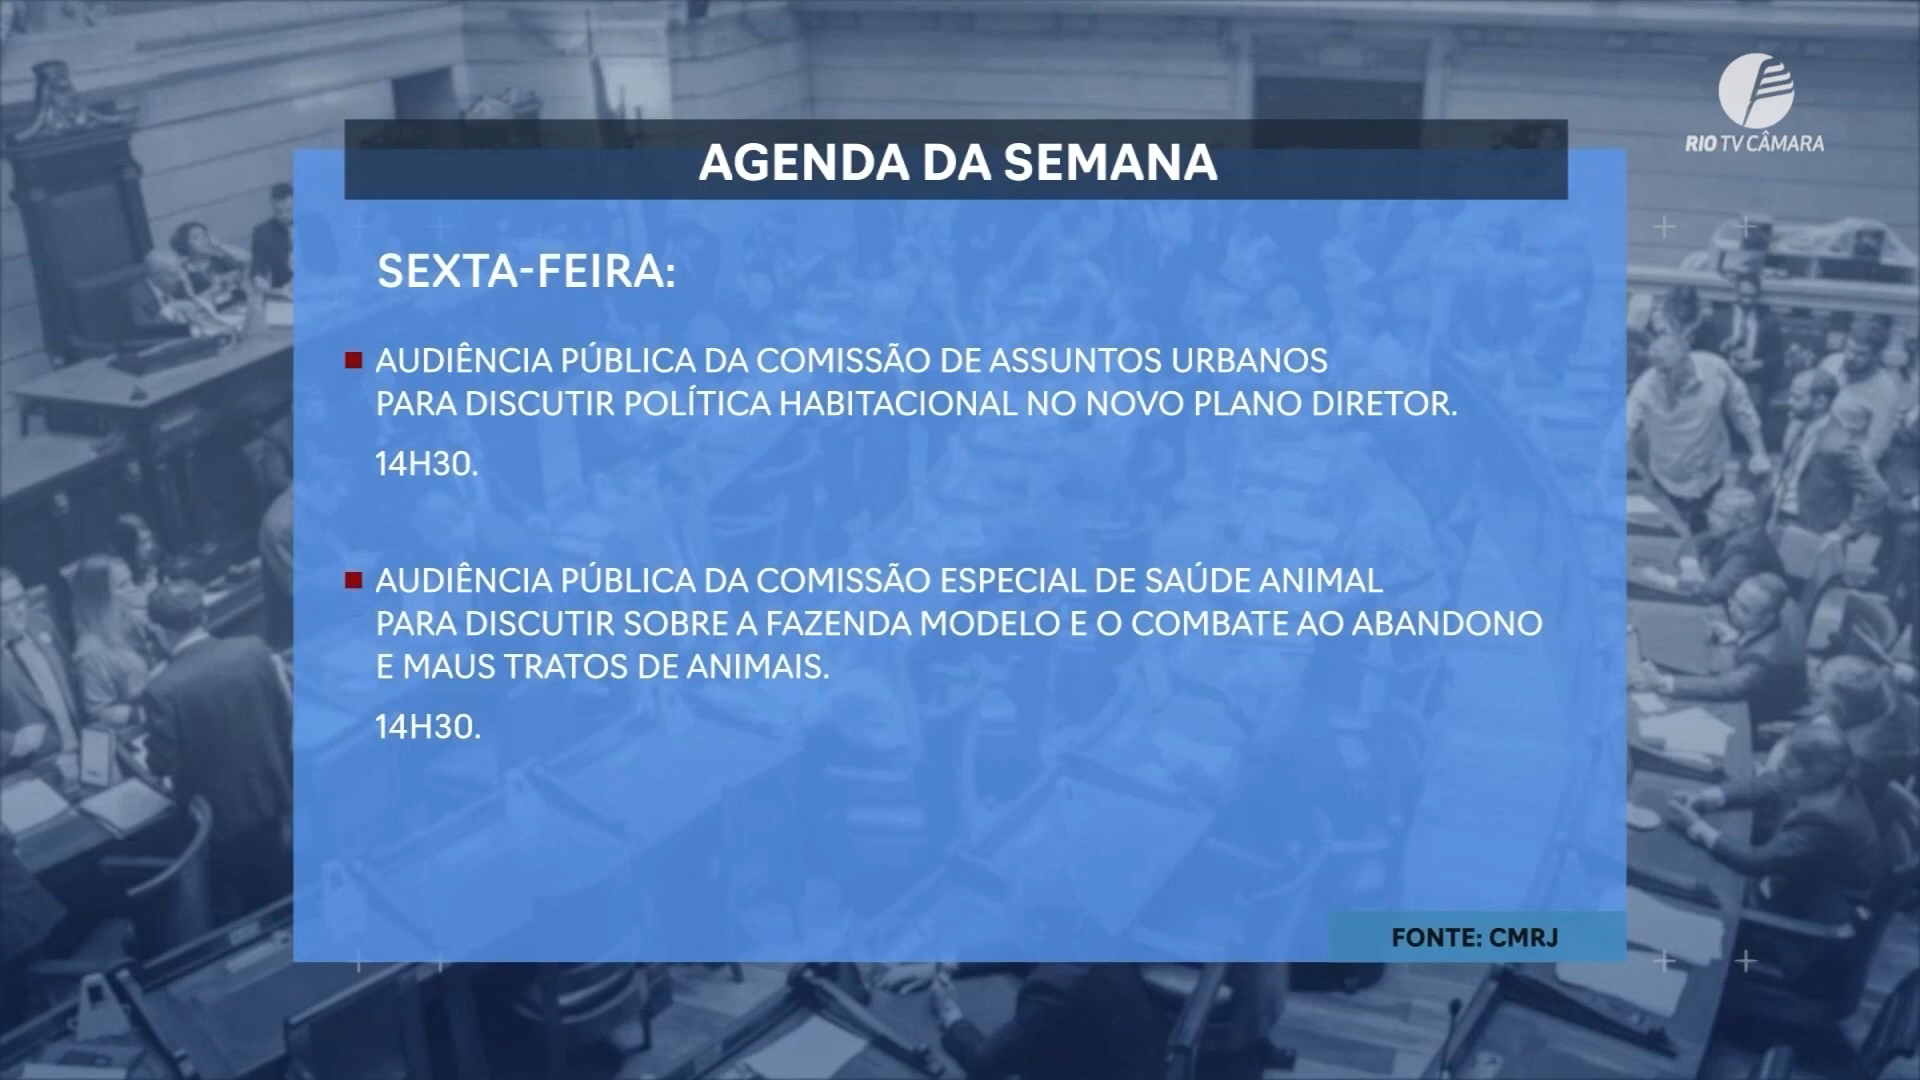 RIO TV CÂMARA
AGENDA DA SEMANA
SEXTA-FEIRA:
AUDIÊNCIA PÚBLICA DA COMISSÃO DE ASSUNTOS URBANOS
PARA DISCUTIR POLÍTICA HABITACIONAL NO NOVO PLANO DIRETOR.
14H30.
AUDIÊNCIA PÚBLICA DA COMISSÃO ESPECIAL DE SAÚDE ANIMAL
PARA DISCUTIR SOBRE A FAZENDA MODELO E O COMBATE AO ABANDONO
E MAUS TRATOS DE ANIMAIS.
14H30.
FONTE: CMRJ